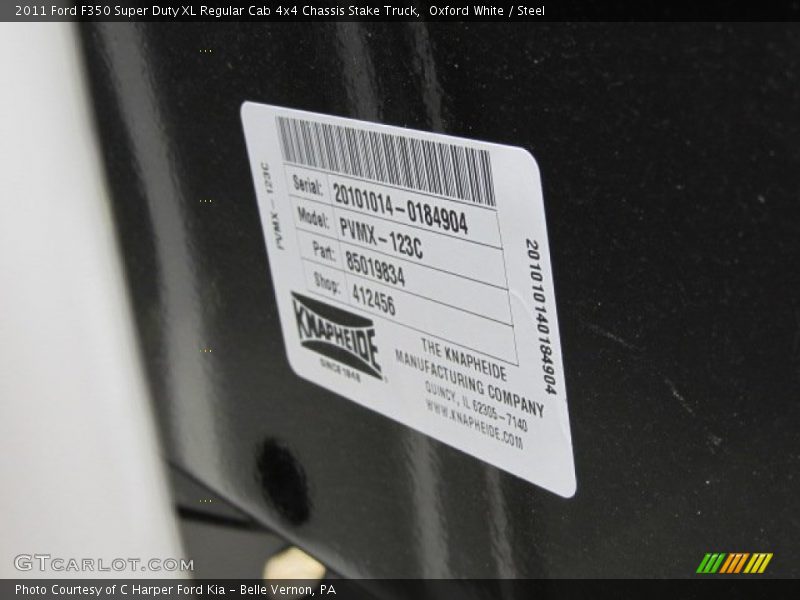 2011 Ford F350 Super Duty XL Regular Cab 4x4 Chassis Stake Truck,  Oxford White / Steel
PVMX-123C
Serial: 20101014-0184904
Model: PVMX-123C
Part: 85019834
Shop: 412456
201010140184904
KNAPHEIDE
SINCE 1848
THE KNAPHEIDE
MANUFACTURING COMPANY
QUINCY, IL 62305-7140
WWW.KNAPHEIDE.COM
GTcarlot.com
Photo Courtesy of C Harper Ford Kia - Belle Vernon, PA